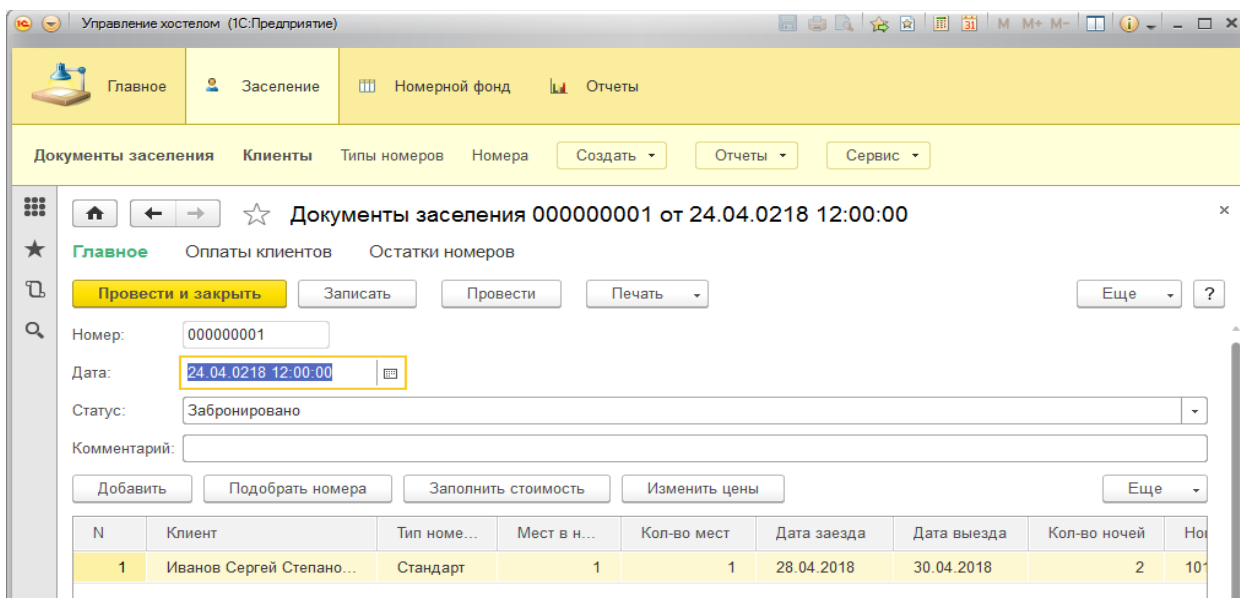 1С Управление хостелом (1С:Предприятие) 31 M M+ M-
Главное Заселение Номерной фонд Отчеты
Документы заселения Клиенты Типы номеров Номера Создать Отчеты Сервис
Документы заселения 000000001 от 24.04.0218 12:00:00
Главное Оплаты клиентов Остатки номеров
Провести и закрыть Записать Провести Печать Еще ?
Номер: 000000001
Дата: 24.04.0218 12:00:00
Статус: Забронировано
Комментарий:
Добавить Подобрать номера Заполнить стоимость Изменить цены Еще
N Клиент Тип номе... Мест в н... Кол-во мест Дата заезда Дата выезда Кол-во ночей Но
1 Иванов Сергей Степано... Стандарт 1 1 28.04.2018 30.04.2018 2 101